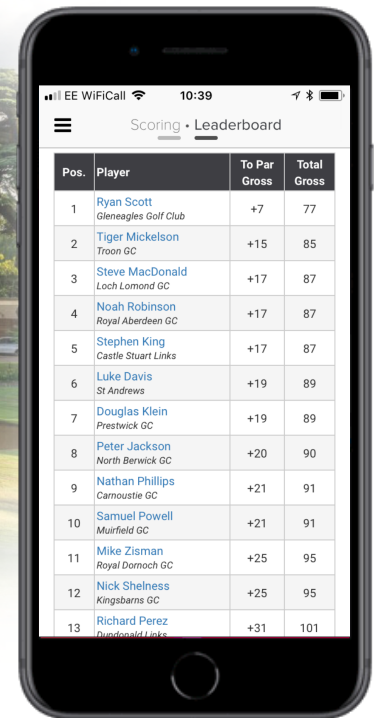 EE WiFiCall 10:39
Scoring • Leaderboard
Pos. Player To Par Gross Total Gross
1 Ryan Scott +7 77
Gleneagles Golf Club
2 Tiger Mickelson +15 85
Troon GC
3 Steve MacDonald +17 87
Loch Lomond GC
4 Noah Robinson +17 87
Royal Aberdeen GC
5 Stephen King +17 87
Castle Stuart Links
6 Luke Davis +19 89
St Andrews
7 Douglas Klein +19 89
Prestwick GC
8 Peter Jackson +20 90
North Berwick GC
9 Nathan Phillips +21 91
Carnoustie GC
10 Samuel Powell +21 91
Muirfield GC
11 Mike Zisman +25 95
Royal Dornoch GC
12 Nick Shelness +25 95
Kingsbarns GC
13 Richard Perez +31 101
Dundonald Links